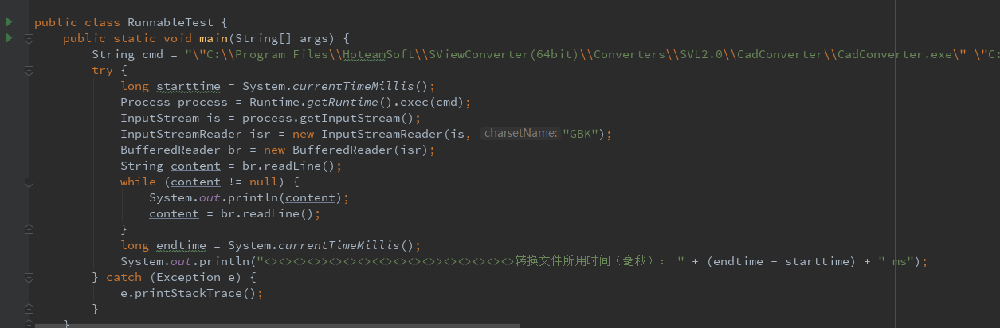 public class RunnableTest {
public static void main(String[] args) {
String cmd = "\"C:\\Program Files\\HoteamSoft\\SViewConverter(64bit)\\Converters\\SVL2.0\\CadConverter\\CadConverter.exe\" \"C:
try {
long starttime = System.currentTimeMillis();
Process process = Runtime.getRuntime().exec(cmd);
InputStream is = process.getInputStream();
InputStreamReader isr = new InputStreamReader(is, charsetName: "GBK");
BufferedReader br = new BufferedReader(isr);
String content = br.readLine();
while (content != null) {
System.out.println(content);
content = br.readLine();
}
long endtime = System.currentTimeMillis();
System.out.println("<><><><>><><><><<><><><>><><><><><>转换文件所用时间（毫秒）： " + (endtime - starttime) + " ms");
} catch (Exception e) {
e.printStackTrace();
}
}